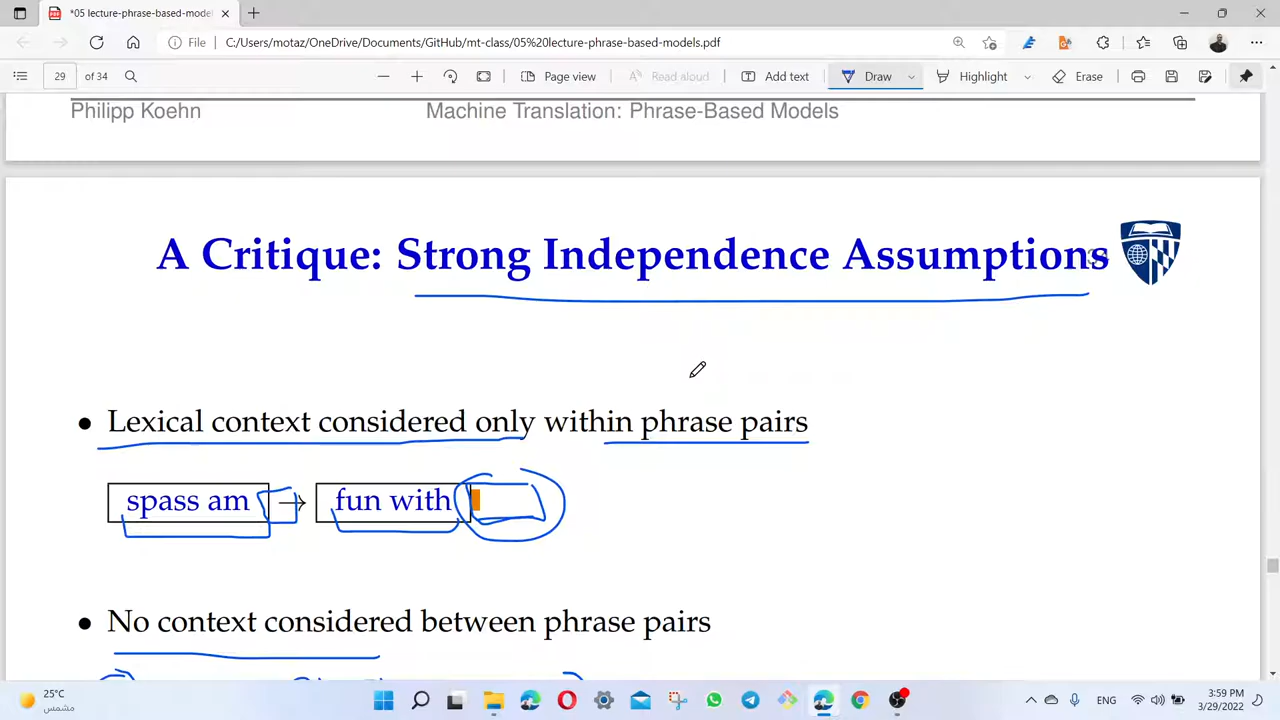 *05 lecture-phrase-based-model
File
C:/Users/motaz/OneDrive/Documents/GitHub/mt-class/05%20lecture-phrase-based-models.pdf
29
of 34
Page view
Read aloud
Add text
Draw
Highlight
Erase
Philipp Koehn
Machine Translation: Phrase-Based Models
A Critique: Strong Independence Assumptions
• Lexical context considered only within phrase pairs
spass am → fun with
• No context considered between phrase pairs
25°C
مشمس
ENG
3:59 PM
3/29/2022